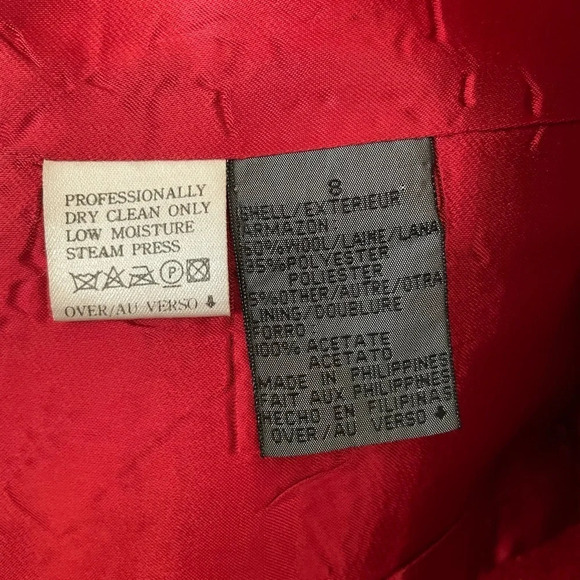 PROFESSIONALLY
DRY CLEAN ONLY
LOW MOISTURE
STEAM PRESS
P
OVER/AU VERSO
8
SHELL/EXTERIEUR
ARMAZON:
60%WOOL/LAINE/LANA
35%POLYESTER
POLIESTER
5%OTHER/AUTRE/OTRA
LINING/DOUBLURE
FORRO:
100% ACETATE
ACETATO
MADE IN PHILIPPINES
FAIT AUX PHILIPPINES
HECHO EN FILIPINAS
OVER/AU VERSO